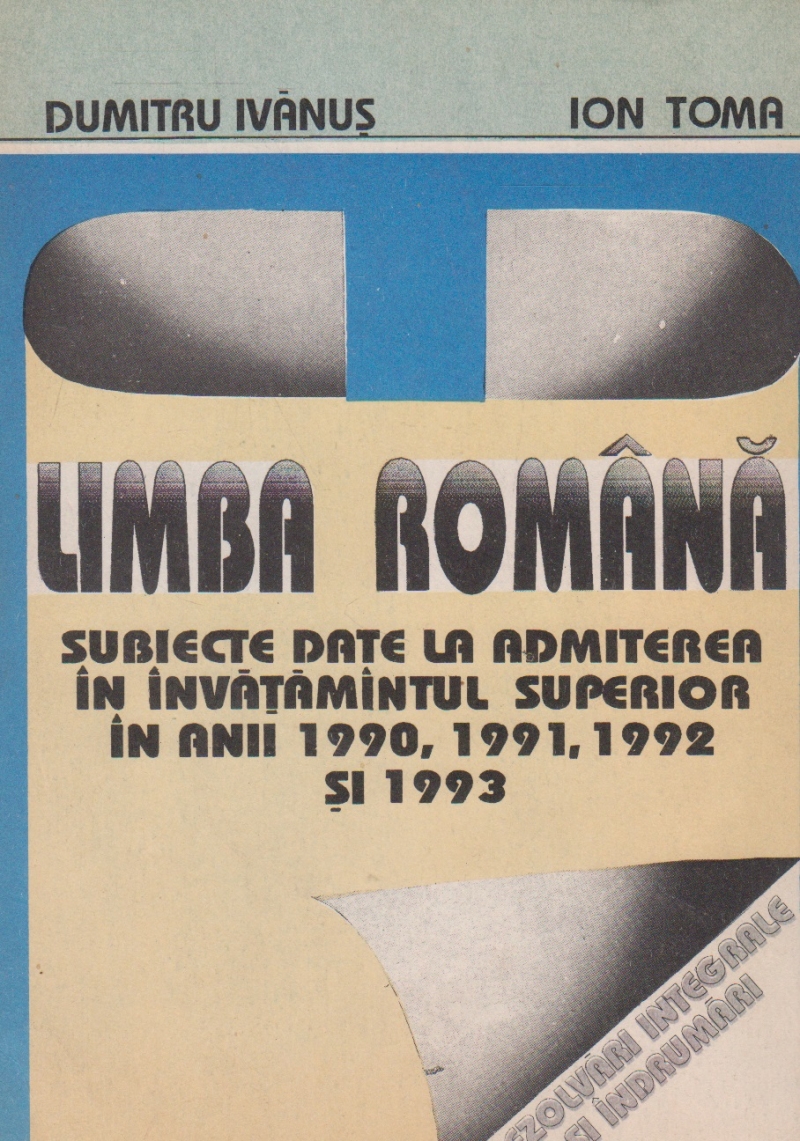 DUMITRU IVĂNUȘ ION TOMA
LIMBA ROMÂNĂ
SUBIECTE DATE LA ADMITEREA
ÎN ÎNVĂȚĂMÎNTUL SUPERIOR
ÎN ANII 1990, 1991, 1992
ȘI 1993
EZOLVĂRI INTEGRALE
ȘI ÎNDRUMĂRI